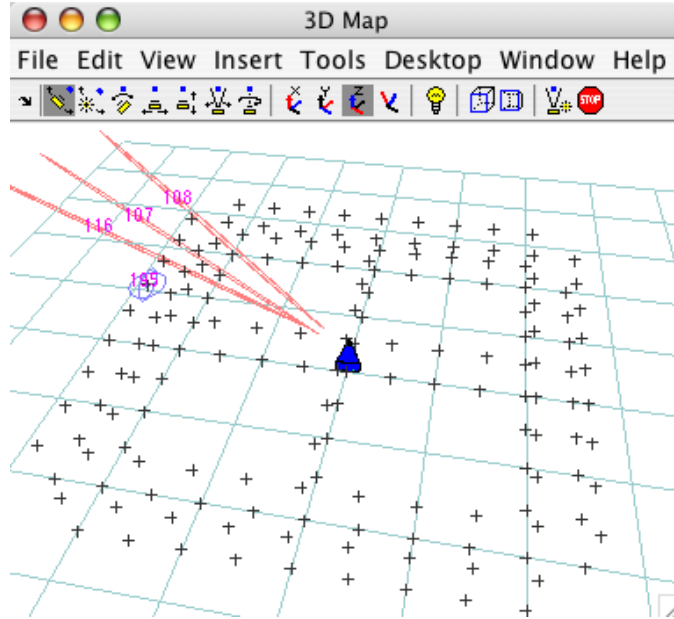 3D Map
File Edit View Insert Tools Desktop Window Help
X Y Z STOP
108
107
116